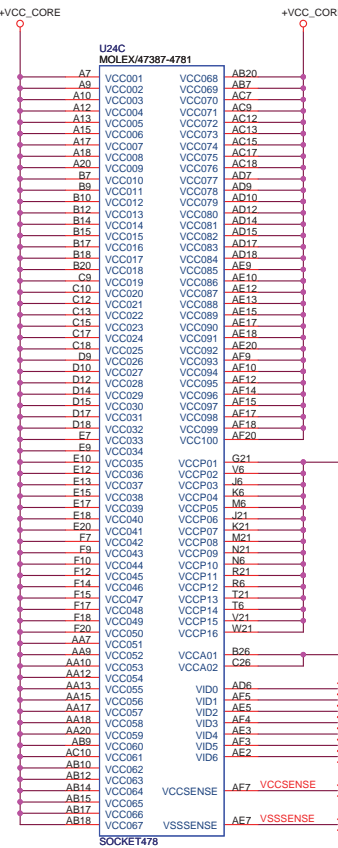 +VCC_CORE +VCC_COR
U24C
MOLEX/47387-4781
A7 VCC001 VCC068 AB20
A9 VCC002 VCC069 AB7
A10 VCC003 VCC070 AC7
A12 VCC004 VCC071 AC9
A13 VCC005 VCC072 AC12
A15 VCC006 VCC073 AC13
A17 VCC007 VCC074 AC15
A18 VCC008 VCC075 AC17
A20 VCC009 VCC076 AC18
B7 VCC010 VCC077 AD7
B9 VCC011 VCC078 AD9
B10 VCC012 VCC079 AD10
B12 VCC013 VCC080 AD12
B14 VCC014 VCC081 AD14
B15 VCC015 VCC082 AD15
B17 VCC016 VCC083 AD17
B18 VCC017 VCC084 AD18
B20 VCC018 VCC085 AE9
C9 VCC019 VCC086 AE10
C10 VCC020 VCC087 AE12
C12 VCC021 VCC088 AE13
C13 VCC022 VCC089 AE15
C15 VCC023 VCC090 AE17
C17 VCC024 VCC091 AE18
C18 VCC025 VCC092 AE20
D9 VCC026 VCC093 AF9
D10 VCC027 VCC094 AF10
D12 VCC028 VCC095 AF12
D14 VCC029 VCC096 AF14
D15 VCC030 VCC097 AF15
D17 VCC031 VCC098 AF17
D18 VCC032 VCC099 AF18
E7 VCC033 VCC100 AF20
E9 VCC034
E10 VCC035 VCCP01 G21
E12 VCC036 VCCP02 V6
E13 VCC037 VCCP03 J6
E15 VCC038 VCCP04 K6
E17 VCC039 VCCP05 M6
E18 VCC040 VCCP06 J21
E20 VCC041 VCCP07 K21
F7 VCC042 VCCP08 M21
F9 VCC043 VCCP09 N21
F10 VCC044 VCCP10 N6
F12 VCC045 VCCP11 R21
F14 VCC046 VCCP12 R6
F15 VCC047 VCCP13 T21
F17 VCC048 VCCP14 T6
F18 VCC049 VCCP15 V21
F20 VCC050 VCCP16 W21
AA7 VCC051
AA9 VCC052 VCCA01 B26
AA10 VCC053 VCCA02 C26
AA12 VCC054
AA13 VCC055 VID0 AD6
AA15 VCC056 VID1 AF5
AA17 VCC057 VID2 AE5
AA18 VCC058 VID3 AF4
AA20 VCC059 VID4 AE3
AB9 VCC060 VID5 AF3
AC10 VCC061 VID6 AE2
AB10 VCC062
AB12 VCC063
AB14 VCC064 VCCSENSE AF7 VCCSENSE
AB15 VCC065
AB17 VCC066
AB18 VCC067 VSSSENSE AE7 VSSSENSE
SOCKET478